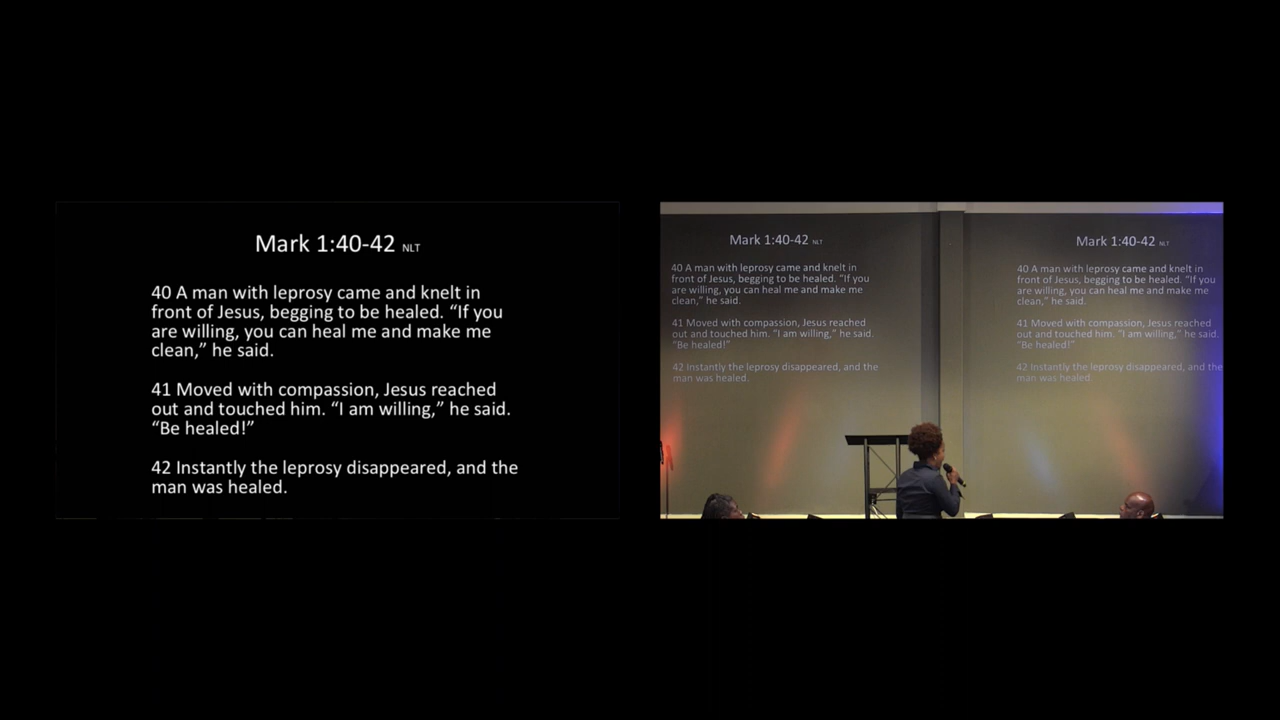 Mark 1:40-42 NLT
40 A man with leprosy came and knelt in
front of Jesus, begging to be healed. “If you
are willing, you can heal me and make me
clean,” he said.
41 Moved with compassion, Jesus reached
out and touched him. “I am willing,” he said.
“Be healed!”
42 Instantly the leprosy disappeared, and the
man was healed.
Mark 1:40-42 NLT
40 A man with leprosy came and knelt in
front of Jesus, begging to be healed. “If you
are willing, you can heal me and make me
clean,” he said.
41 Moved with compassion, Jesus reached
out and touched him. “I am willing,” he said.
“Be healed!”
42 Instantly the leprosy disappeared, and the
man was healed.
Mark 1:40-42 NLT
40 A man with leprosy came and knelt in
front of Jesus, begging to be healed. “If you
are willing, you can heal me and make me
clean,” he said.
41 Moved with compassion, Jesus reached
out and touched him. “I am willing,” he said.
“Be healed!”
42 Instantly the leprosy disappeared, and the
man was healed.